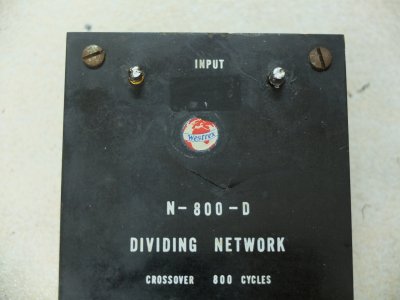 INPUT
Westrex
N-800-D
DIVIDING NETWORK
CROSSOVER 800 CYCLES